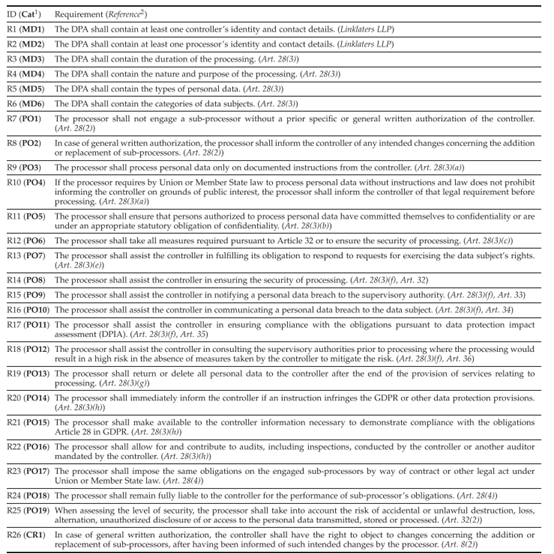 ID (Cat1) Requirement (Reference2)
R1 (MD1) The DPA shall contain at least one controller's identity and contact details. (Linklaters LLP)
R2 (MD2) The DPA shall contain at least one processor's identity and contact details. (Linklaters LLP)
R3 (MD3) The DPA shall contain the duration of the processing. (Art. 28(3))
R4 (MD4) The DPA shall contain the nature and purpose of the processing. (Art. 28(3))
R5 (MD5) The DPA shall contain the types of personal data. (Art. 28(3))
R6 (MD6) The DPA shall contain the categories of data subjects. (Art. 28(3))
R7 (PO1) The processor shall not engage a sub-processor without a prior specific or general written authorization of the controller.
(Art. 28(2))
R8 (PO2) In case of general written authorization, the processor shall inform the controller of any intended changes concerning the addition
or replacement of sub-processors. (Art. 28(2))
R9 (PO3) The processor shall process personal data only on documented instructions from the controller. (Art. 28(3)(a))
R10 (PO4) If the processor requires by Union or Member State law to process personal data without instructions and law does not prohibit
informing the controller on grounds of public interest, the processor shall inform the controller of that legal requirement before
processing. (Art. 28(3)(a))
R11 (PO5) The processor shall ensure that persons authorized to process personal data have committed themselves to confidentiality or are
under an appropriate statutory obligation of confidentiality. (Art. 28(3)(b))
R12 (PO6) The processor shall take all measures required pursuant to Article 32 or to ensure the security of processing. (Art. 28(3)(c))
R13 (PO7) The processor shall assist the controller in fulfilling its obligation to respond to requests for exercising the data subject's rights.
(Art. 28(3)(e))
R14 (PO8) The processor shall assist the controller in ensuring the security of processing. (Art. 28(3)(f), Art. 32)
R15 (PO9) The processor shall assist the controller in notifying a personal data breach to the supervisory authority. (Art. 28(3)(f), Art. 33)
R16 (PO10) The processor shall assist the controller in communicating a personal data breach to the data subject. (Art. 28(3)(f), Art. 34)
R17 (PO11) The processor shall assist the controller in ensuring compliance with the obligations pursuant to data protection impact
assessment (DPIA). (Art. 28(3)(f), Art. 35)
R18 (PO12) The processor shall assist the controller in consulting the supervisory authorities prior to processing where the processing would
result in a high risk in the absence of measures taken by the controller to mitigate the risk. (Art. 28(3)(f), Art. 36)
R19 (PO13) The processor shall return or delete all personal data to the controller after the end of the provision of services relating to
processing. (Art. 28(3)(g))
R20 (PO14) The processor shall immediately inform the controller if an instruction infringes the GDPR or other data protection provisions.
(Art. 28(3)(h))
R21 (PO15) The processor shall make available to the controller information necessary to demonstrate compliance with the obligations
Article 28 in GDPR. (Art. 28(3)(h))
R22 (PO16) The processor shall allow for and contribute to audits, including inspections, conducted by the controller or another auditor
mandated by the controller. (Art. 28(3)(h))
R23 (PO17) The processor shall impose the same obligations on the engaged sub-processors by way of contract or other legal act under
Union or Member State law. (Art. 28(4))
R24 (PO18) The processor shall remain fully liable to the controller for the performance of sub-processor's obligations. (Art. 28(4))
R25 (PO19) When assessing the level of security, the processor shall take into account the risk of accidental or unlawful destruction, loss,
alternation, unauthorized disclosure of or access to the personal data transmitted, stored or processed. (Art. 32(2))
R26 (CR1) In case of general written authorization, the controller shall have the right to object to changes concerning the addition or
replacement of sub-processors, after having been informed of such intended changes by the processor. (Art. 8(2))